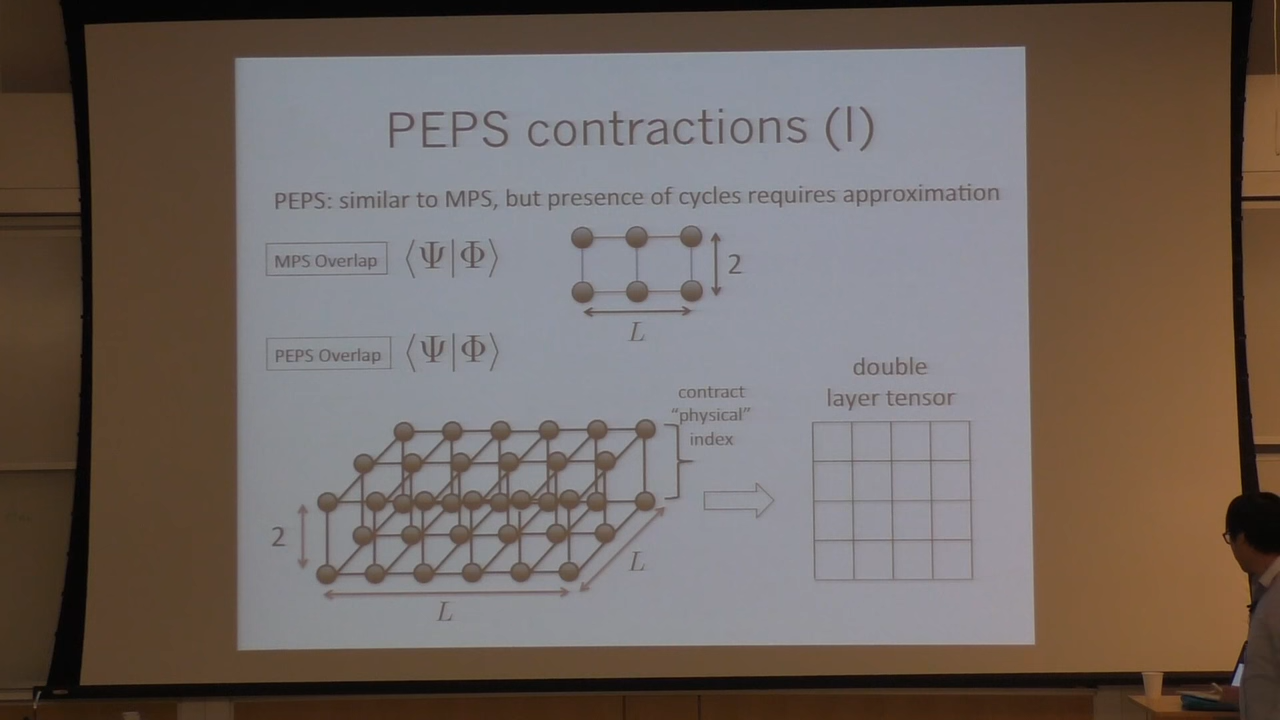 PEPS contractions (I)
PEPS: similar to MPS, but presence of cycles requires approximation
MPS Overlap ⟨Ψ|Φ⟩
2
L
PEPS Overlap ⟨Ψ|Φ⟩
contract
"physical"
index
double
layer tensor
2
L
L